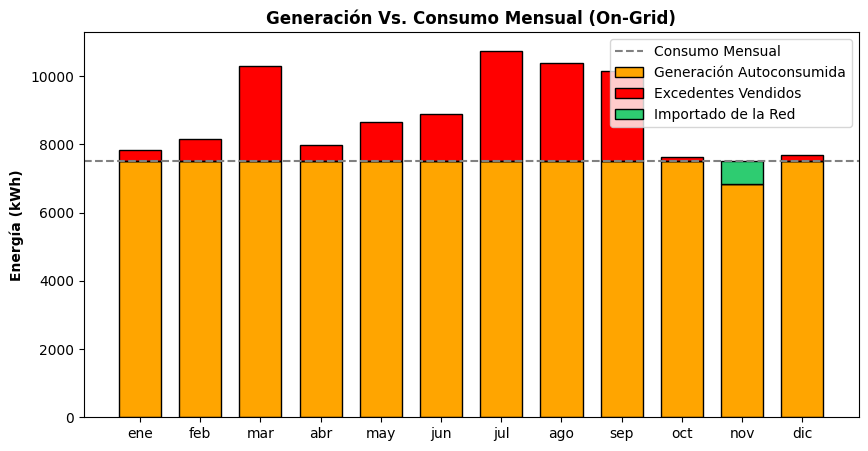 Generación Vs. Consumo Mensual (On-Grid)
Consumo Mensual
Generación Autoconsumida
Excedentes Vendidos
Importado de la Red
Energía (kWh)
10000
8000
6000
4000
2000
0
ene feb mar abr may jun jul ago sep oct nov dic